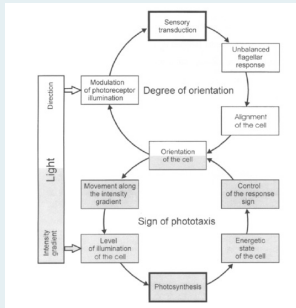 Sensory
transduction
Unbalanced
flagellar
response
Modulation
of photoreceptor
illumination
Direction
Degree of orientation
Alignment
of the cell
Orientation
of the cell
Light
Movement along
the intensity
gradient
Control
of the response
sign
Sign of phototaxis
Intensity
gradient
Level
of illumination
of the cell
Energetic
state
of the cell
Photosynthesis